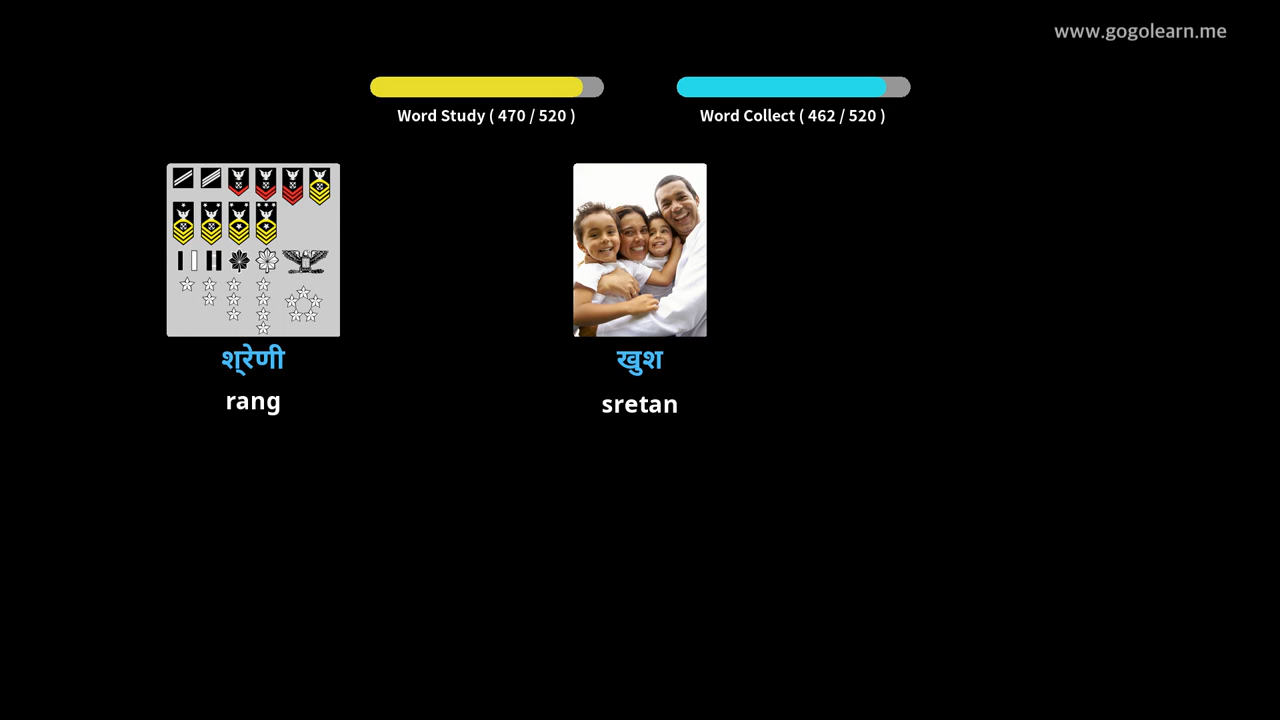 www.gogolearn.me
Word Study ( 470 / 520 )
Word Collect ( 462 / 520 )
श्रेणी
rang
खुश
sretan